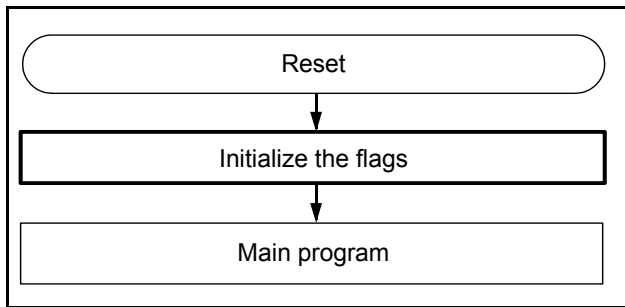 Reset
Initialize the flags
Main program